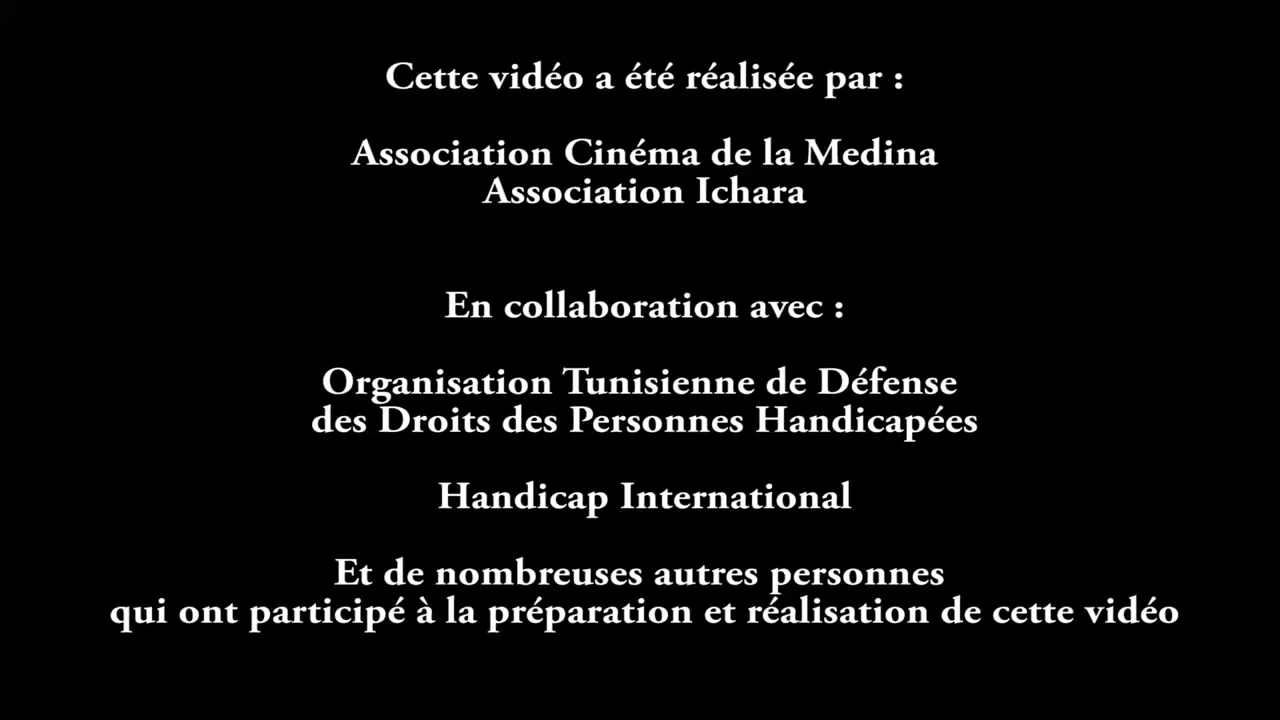 Cette vidéo a été réalisée par :
Association Cinéma de la Medina
Association Ichara
En collaboration avec :
Organisation Tunisienne de Défense
des Droits des Personnes Handicapées
Handicap International
Et de nombreuses autres personnes
qui ont participé à la préparation et réalisation de cette vidéo